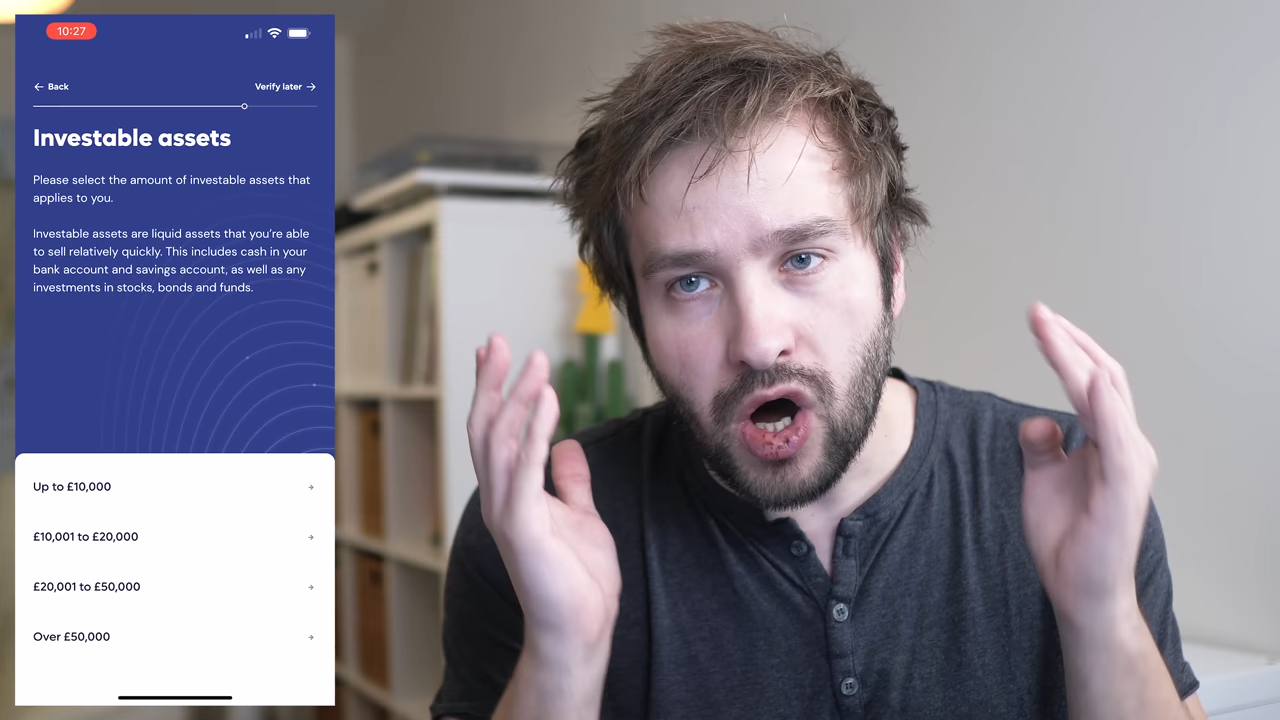 10:27
Back
Verify later
Investable assets
Please select the amount of investable assets that
applies to you.
Investable assets are liquid assets that you’re able
to sell relatively quickly. This includes cash in your
bank account and savings account, as well as any
investments in stocks, bonds and funds.
Up to £10,000
£10,001 to £20,000
£20,001 to £50,000
Over £50,000